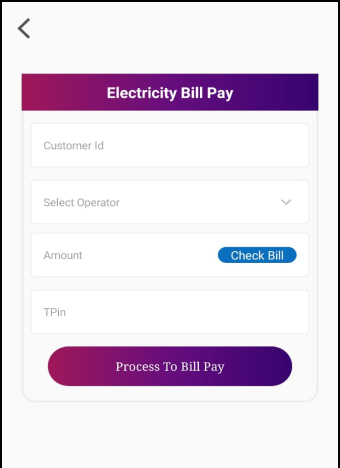 Electricity Bill Pay
Customer Id
Select Operator
Amount
Check Bill
TPin
Process To Bill Pay